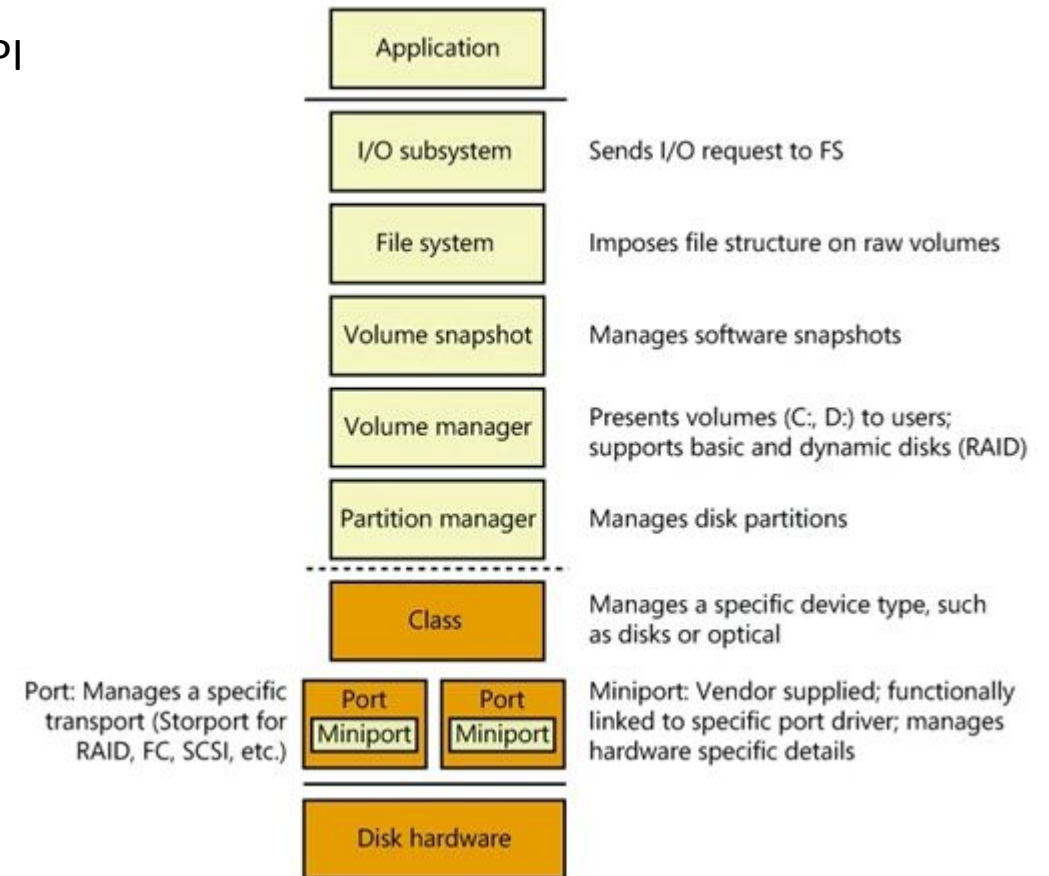 Application
I/O subsystem
Sends I/O request to FS
File system
Imposes file structure on raw volumes
Volume snapshot
Manages software snapshots
Volume manager
Presents volumes (C:, D:) to users;
supports basic and dynamic disks (RAID)
Partition manager
Manages disk partitions
Class
Manages a specific device type, such
as disks or optical
Port: Manages a specific
transport (Storport for
RAID, FC, SCSI, etc.)
Port
Miniport
Port
Miniport
Miniport: Vendor supplied; functionally
linked to specific port driver; manages
hardware specific details
Disk hardware